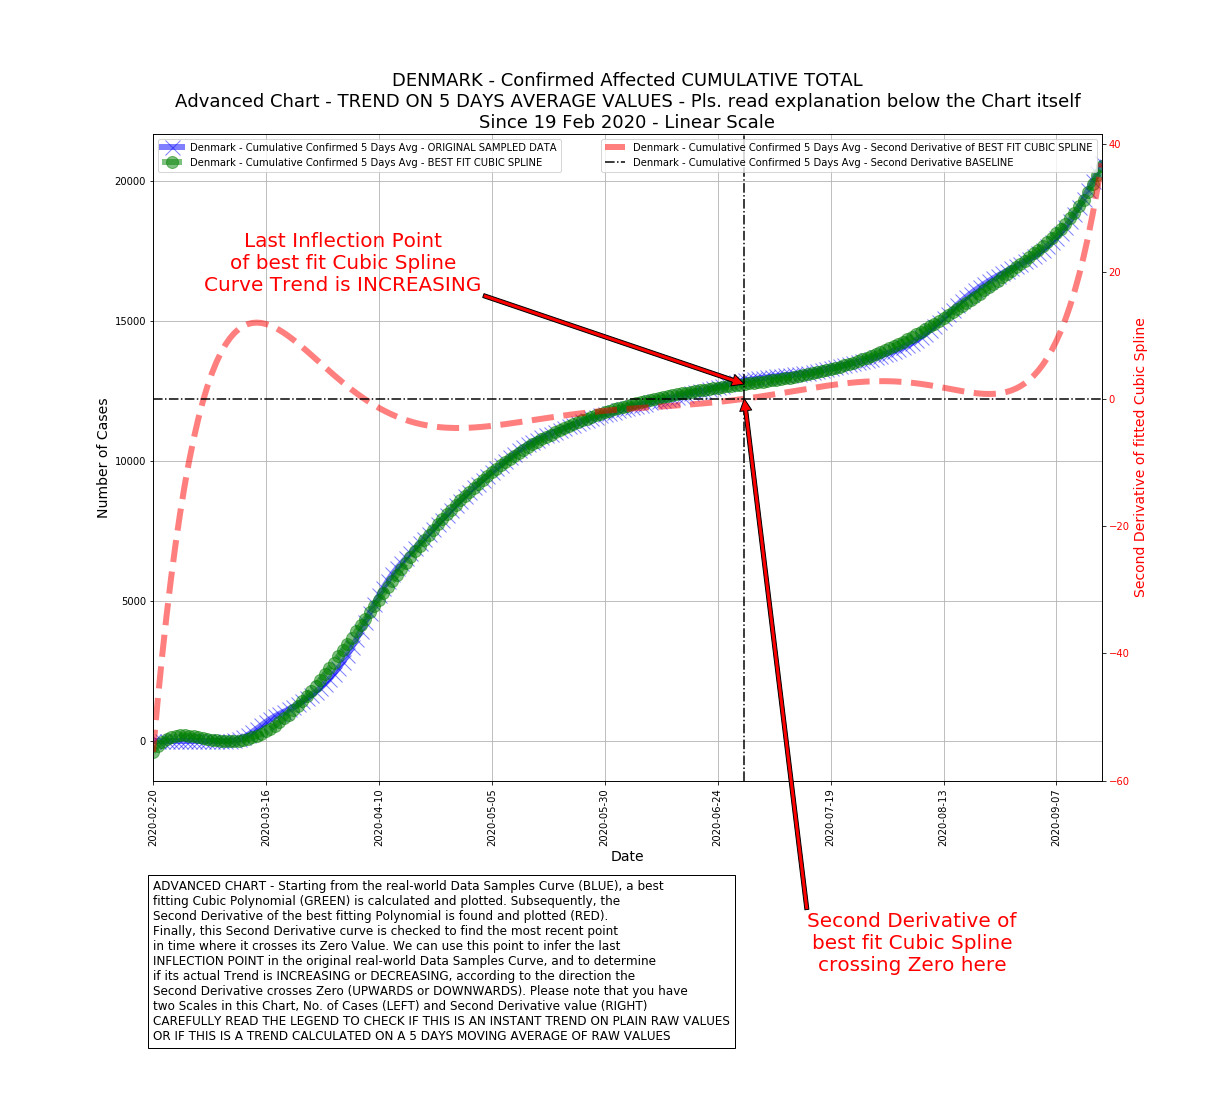 DENMARK - Confirmed Affected CUMULATIVE TOTAL
Advanced Chart - TREND ON 5 DAYS AVERAGE VALUES - Pls. read explanation below the Chart itself
Since 19 Feb 2020 - Linear Scale
Denmark - Cumulative Confirmed 5 Days Avg - ORIGINAL SAMPLED DATA
Denmark - Cumulative Confirmed 5 Days Avg - BEST FIT CUBIC SPLINE
Denmark - Cumulative Confirmed 5 Days Avg - Second Derivative of BEST FIT CUBIC SPLINE
Denmark - Cumulative Confirmed 5 Days Avg - Second Derivative BASELINE
Last Inflection Point
of best fit Cubic Spline
Curve Trend is INCREASING
Number of Cases
20000
15000
10000
5000
0
40
20
0
−20
−40
−60
Second Derivative of fitted Cubic Spline
2020-02-20
2020-03-16
2020-04-10
2020-05-05
2020-05-30
2020-06-24
2020-07-19
2020-08-13
2020-09-07
Date
Second Derivative of
best fit Cubic Spline
crossing Zero here
ADVANCED CHART - Starting from the real-world Data Samples Curve (BLUE), a best
fitting Cubic Polynomial (GREEN) is calculated and plotted. Subsequently, the
Second Derivative of the best fitting Polynomial is found and plotted (RED).
Finally, this Second Derivative curve is checked to find the most recent point
in time where it crosses its Zero Value. We can use this point to infer the last
INFLECTION POINT in the original real-world Data Samples Curve, and to determine
if its actual Trend is INCREASING or DECREASING, according to the direction the
Second Derivative crosses Zero (UPWARDS or DOWNWARDS). Please note that you have
two Scales in this Chart, No. of Cases (LEFT) and Second Derivative value (RIGHT)
CAREFULLY READ THE LEGEND TO CHECK IF THIS IS AN INSTANT TREND ON PLAIN RAW VALUES
OR IF THIS IS A TREND CALCULATED ON A 5 DAYS MOVING AVERAGE OF RAW VALUES